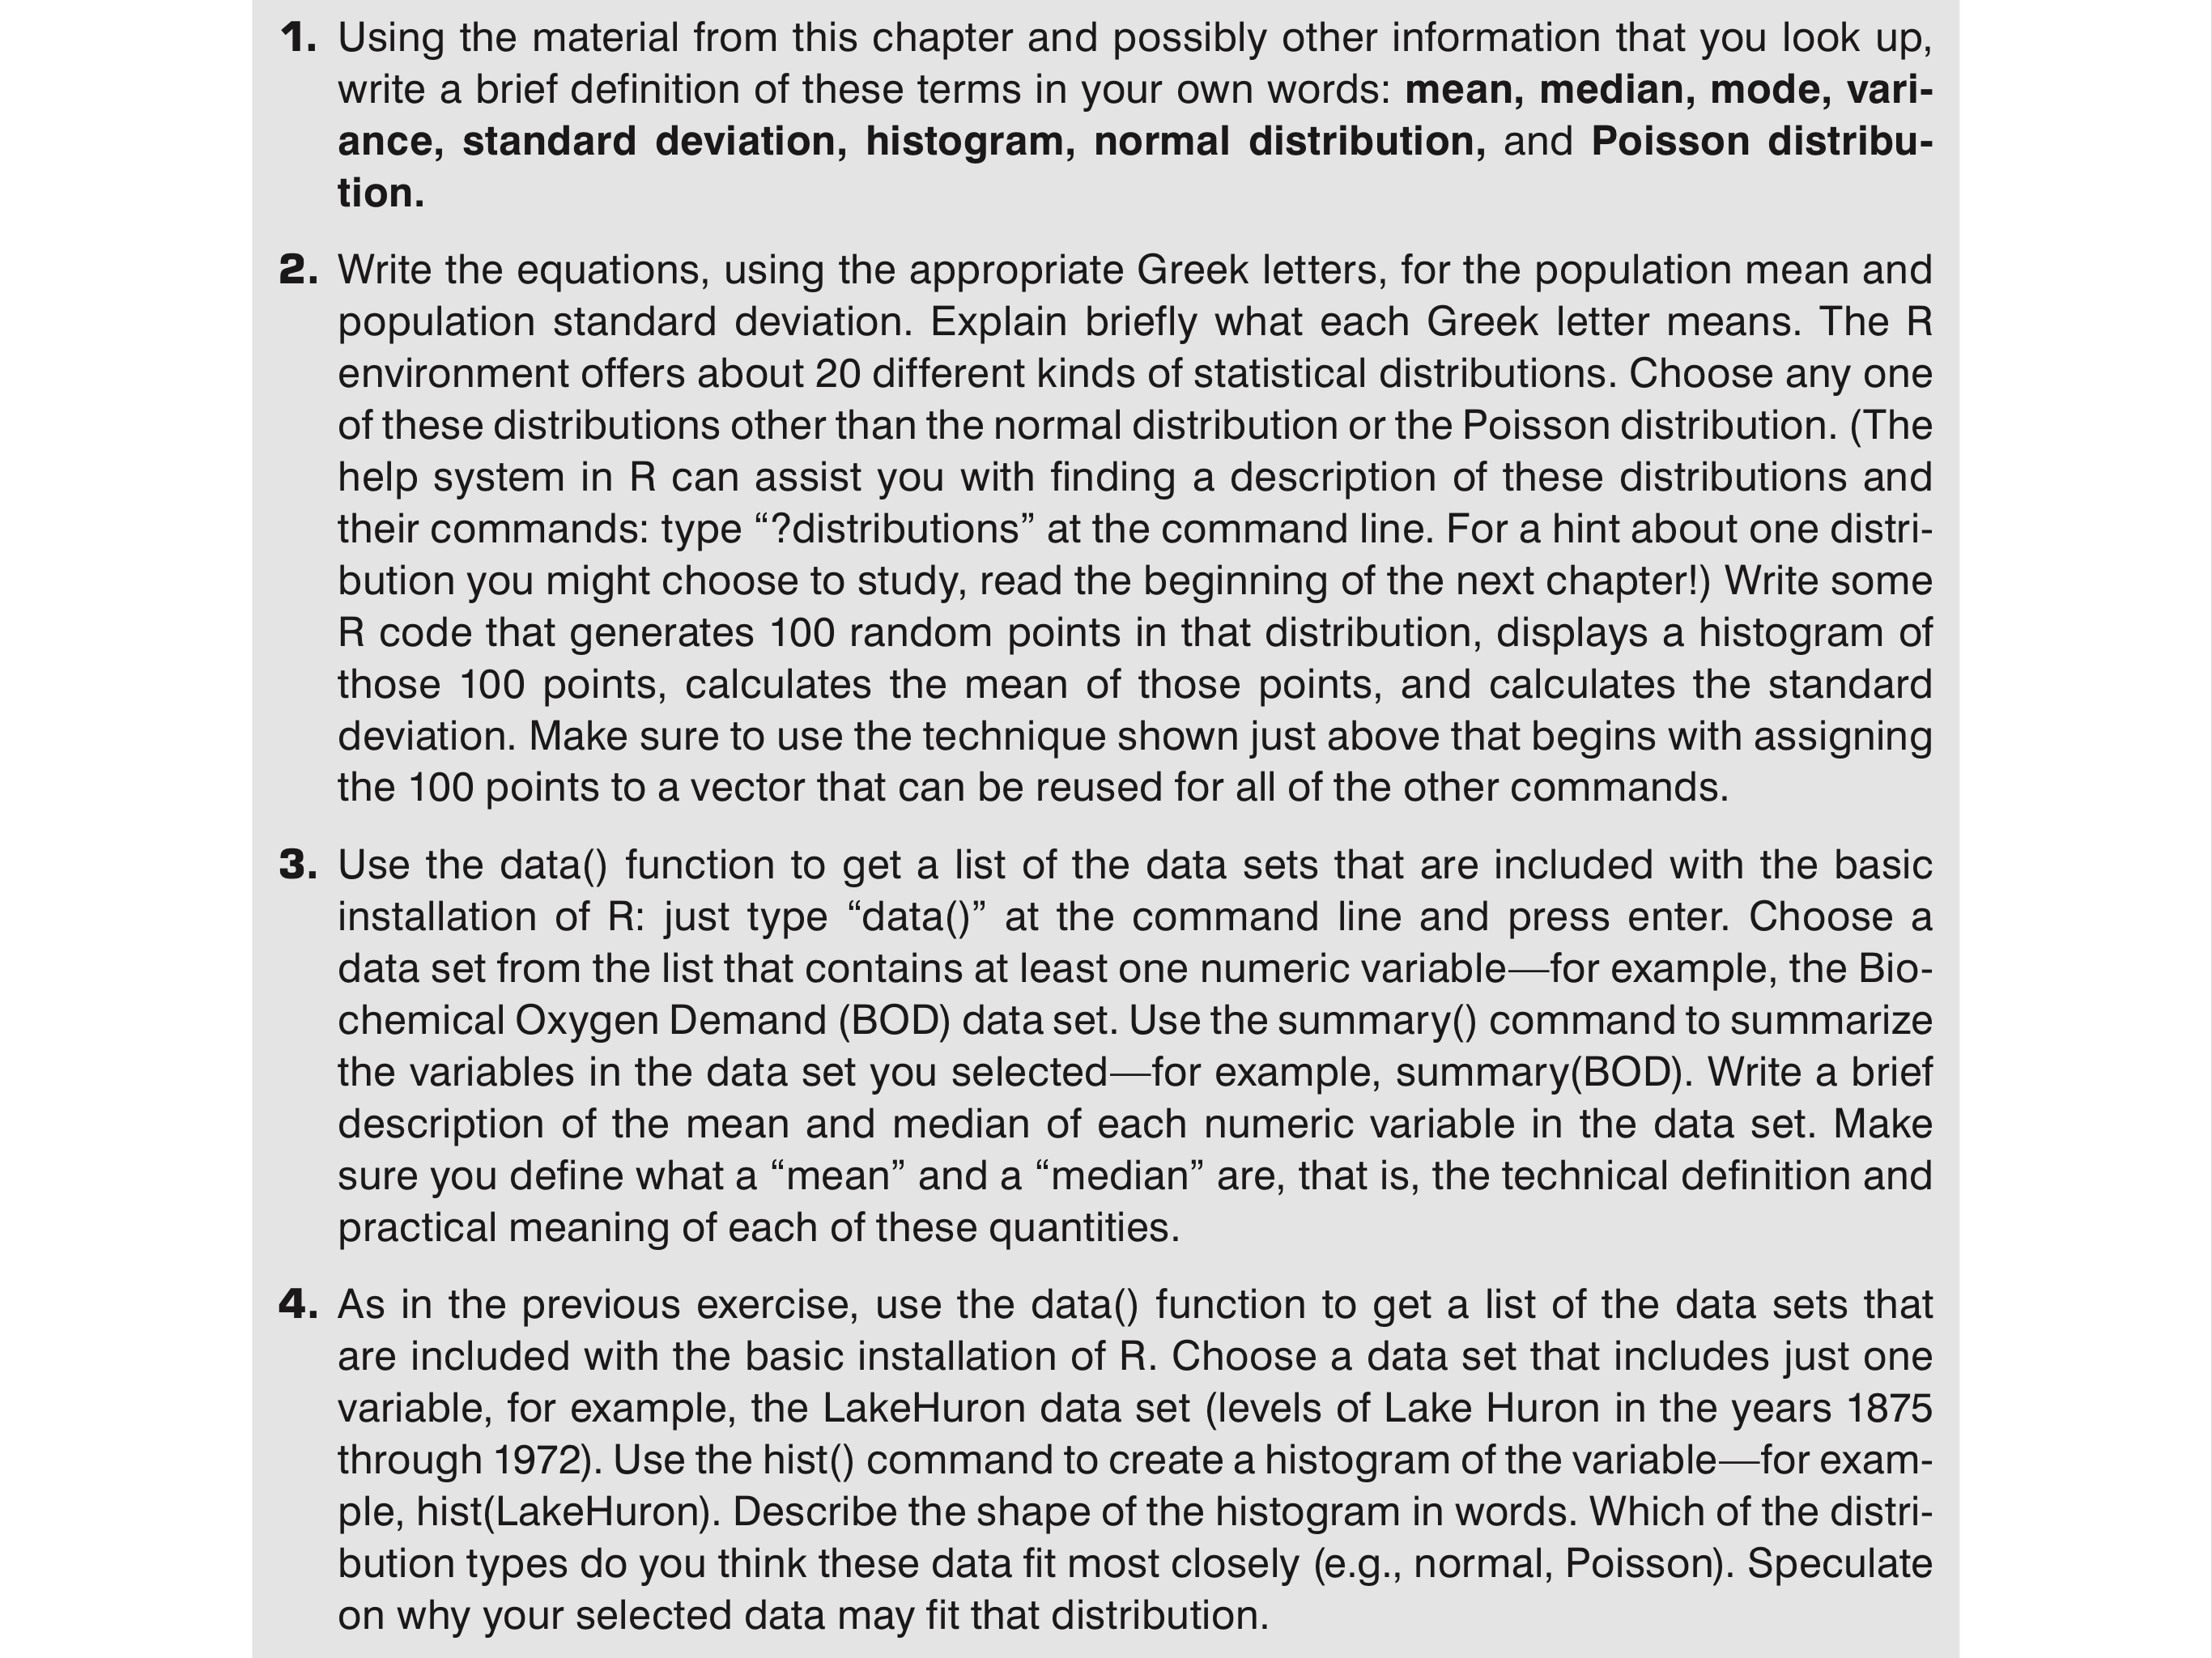 1. Using the material from this chapter and possibly other information that you look up,
write a brief definition of these terms in your own words: mean, median, mode, vari-
ance, standard deviation, histogram, normal distribution, and Poisson distribu-
tion.
2. Write the equations, using the appropriate Greek letters, for the population mean and
population standard deviation. Explain briefly what each Greek letter means. The R
environment offers about 20 different kinds of statistical distributions. Choose any one
of these distributions other than the normal distribution or the Poisson distribution. (The
help system in R can assist you with finding a description of these distributions and
their commands: type “?distributions” at the command line. For a hint about one distri-
bution you might choose to study, read the beginning of the next chapter!) Write some
R code that generates 100 random points in that distribution, displays a histogram of
those 100 points, calculates the mean of those points, and calculates the standard
deviation. Make sure to use the technique shown just above that begins with assigning
the 100 points to a vector that can be reused for all of the other commands.
3. Use the data() function to get a list of the data sets that are included with the basic
installation of R: just type “data()” at the command line and press enter. Choose a
data set from the list that contains at least one numeric variable—for example, the Bio-
chemical Oxygen Demand (BOD) data set. Use the summary() command to summarize
the variables in the data set you selected—for example, summary(BOD). Write a brief
description of the mean and median of each numeric variable in the data set. Make
sure you define what a “mean” and a “median” are, that is, the technical definition and
practical meaning of each of these quantities.
4. As in the previous exercise, use the data() function to get a list of the data sets that
are included with the basic installation of R. Choose a data set that includes just one
variable, for example, the LakeHuron data set (levels of Lake Huron in the years 1875
through 1972). Use the hist() command to create a histogram of the variable—for exam-
ple, hist(LakeHuron). Describe the shape of the histogram in words. Which of the distri-
bution types do you think these data fit most closely (e.g., normal, Poisson). Speculate
on why your selected data may fit that distribution.